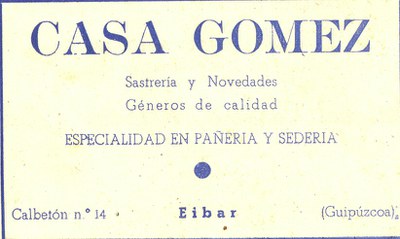 CASA GOMEZ
Sastrería y Novedades
Géneros de calidad
ESPECIALIDAD EN PAÑERIA Y SEDERIA
Calbetón n.º 14 Eibar (Guipúzcoa)